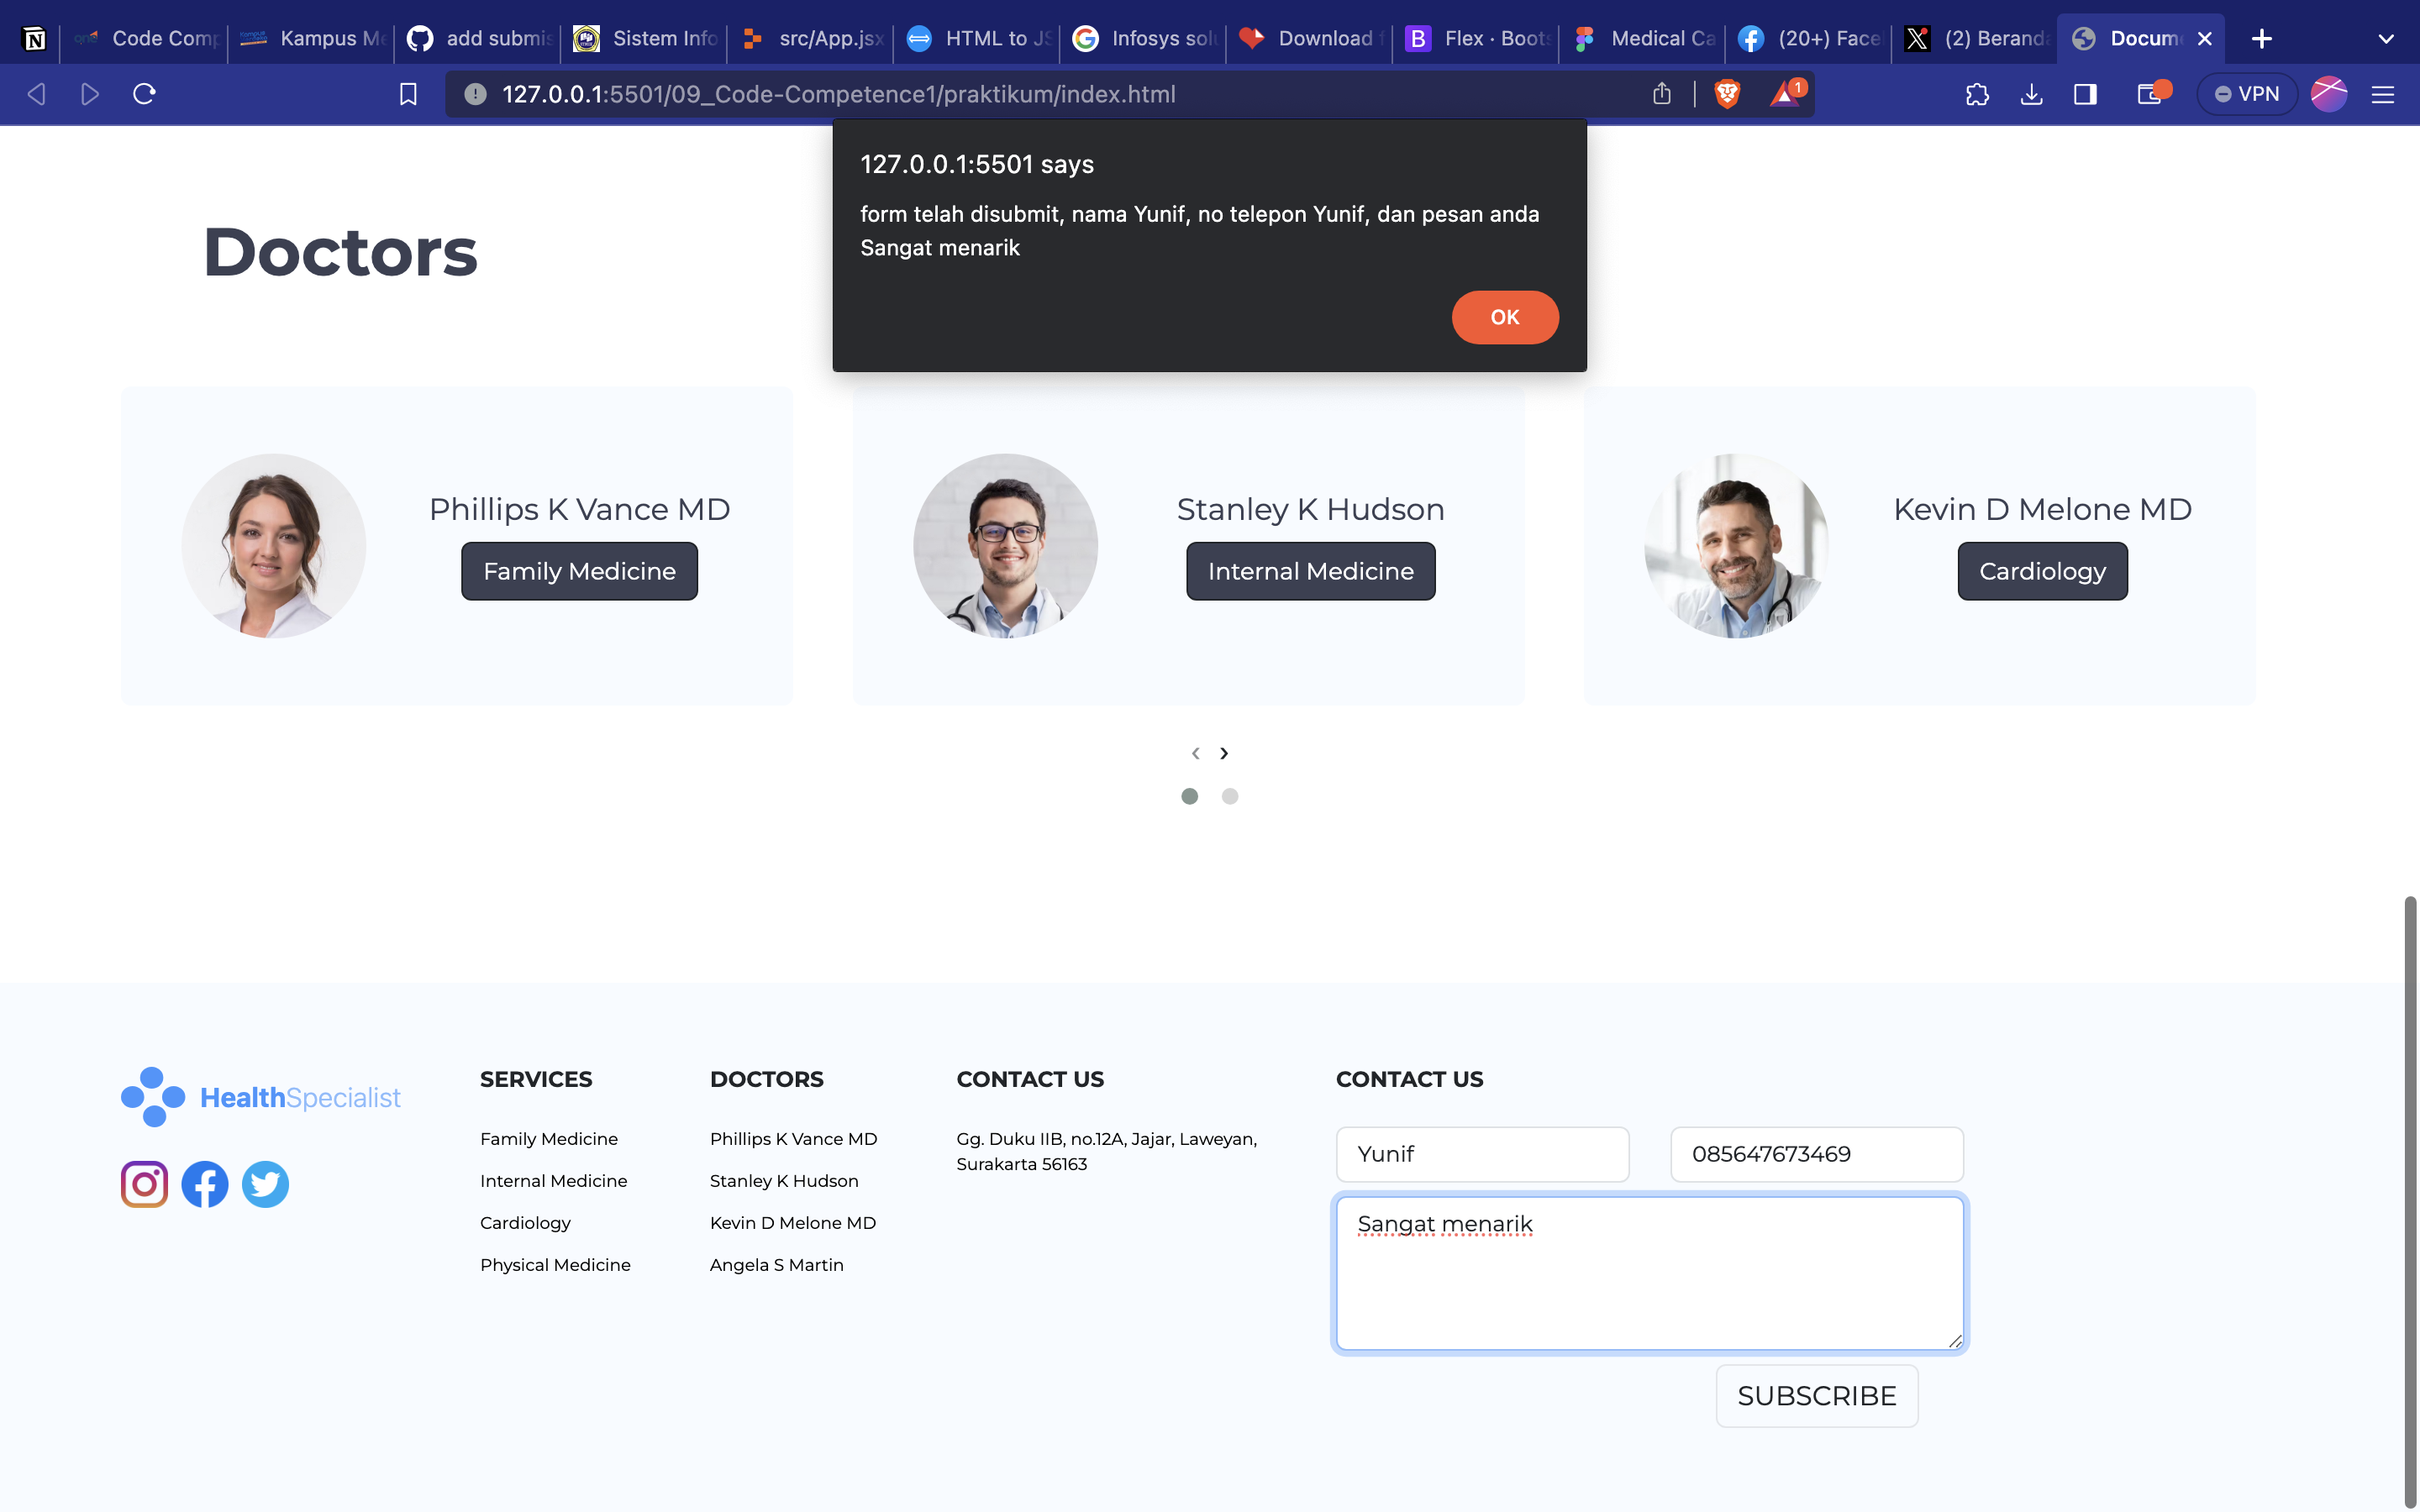 Code Comp
Kampus Me
add submis
Sistem Info
src/App.jsx
HTML to JS
Infosys solu
Download f
B
Flex · Boots
Medical Ca
(20+) Face
(2) Beranda
Docum
127.0.0.1:5501/09_Code-Competence1/praktikum/index.html
1
VPN
127.0.0.1:5501 says
form telah disubmit, nama Yunif, no telepon Yunif, dan pesan anda
Sangat menarik
OK
Doctors
Phillips K Vance MD
Family Medicine
Stanley K Hudson
Internal Medicine
Kevin D Melone MD
Cardiology
HealthSpecialist
SERVICES
Family Medicine
Internal Medicine
Cardiology
Physical Medicine
DOCTORS
Phillips K Vance MD
Stanley K Hudson
Kevin D Melone MD
Angela S Martin
CONTACT US
Gg. Duku IIB, no.12A, Jajar, Laweyan,
Surakarta 56163
CONTACT US
Yunif
085647673469
Sangat menarik
SUBSCRIBE